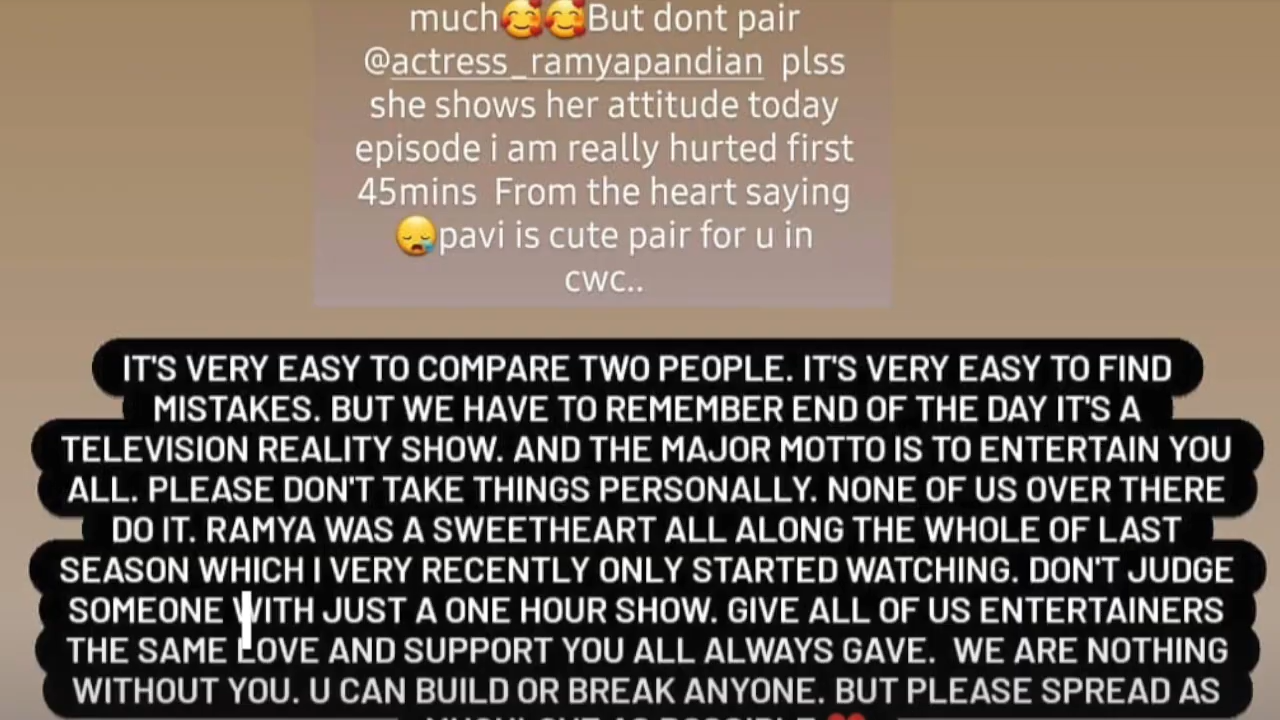 much🥰🥰But dont pair
@actress_ramyapandian plss
she shows her attitude today
episode i am really hurted first
45mins From the heart saying
😪pavi is cute pair for u in
cwc..
IT'S VERY EASY TO COMPARE TWO PEOPLE. IT'S VERY EASY TO FIND
MISTAKES. BUT WE HAVE TO REMEMBER END OF THE DAY IT'S A
TELEVISION REALITY SHOW. AND THE MAJOR MOTTO IS TO ENTERTAIN YOU
ALL. PLEASE DON'T TAKE THINGS PERSONALLY. NONE OF US OVER THERE
DO IT. RAMYA WAS A SWEETHEART ALL ALONG THE WHOLE OF LAST
SEASON WHICH I VERY RECENTLY ONLY STARTED WATCHING. DON'T JUDGE
SOMEONE WITH JUST A ONE HOUR SHOW. GIVE ALL OF US ENTERTAINERS
THE SAME LOVE AND SUPPORT YOU ALL ALWAYS GAVE. WE ARE NOTHING
WITHOUT YOU. U CAN BUILD OR BREAK ANYONE. BUT PLEASE SPREAD AS